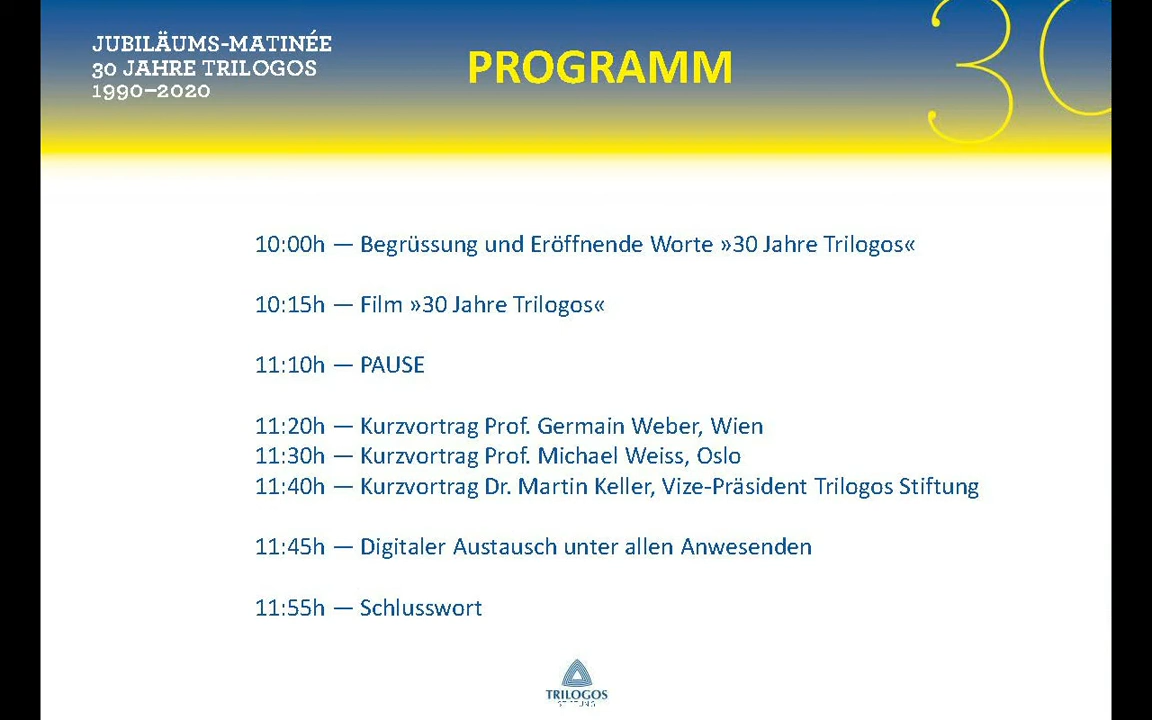 JUBILÄUMS-MATINÉE
30 JAHRE TRILOGOS
1990–2020
PROGRAMM
30
10:00h — Begrüssung und Eröffnende Worte »30 Jahre Trilogos«
10:15h — Film »30 Jahre Trilogos«
11:10h — PAUSE
11:20h — Kurzvortrag Prof. Germain Weber, Wien
11:30h — Kurzvortrag Prof. Michael Weiss, Oslo
11:40h — Kurzvortrag Dr. Martin Keller, Vize-Präsident Trilogos Stiftung
11:45h — Digitaler Austausch unter allen Anwesenden
11:55h — Schlusswort
TRILOGOS
STIFTUNG